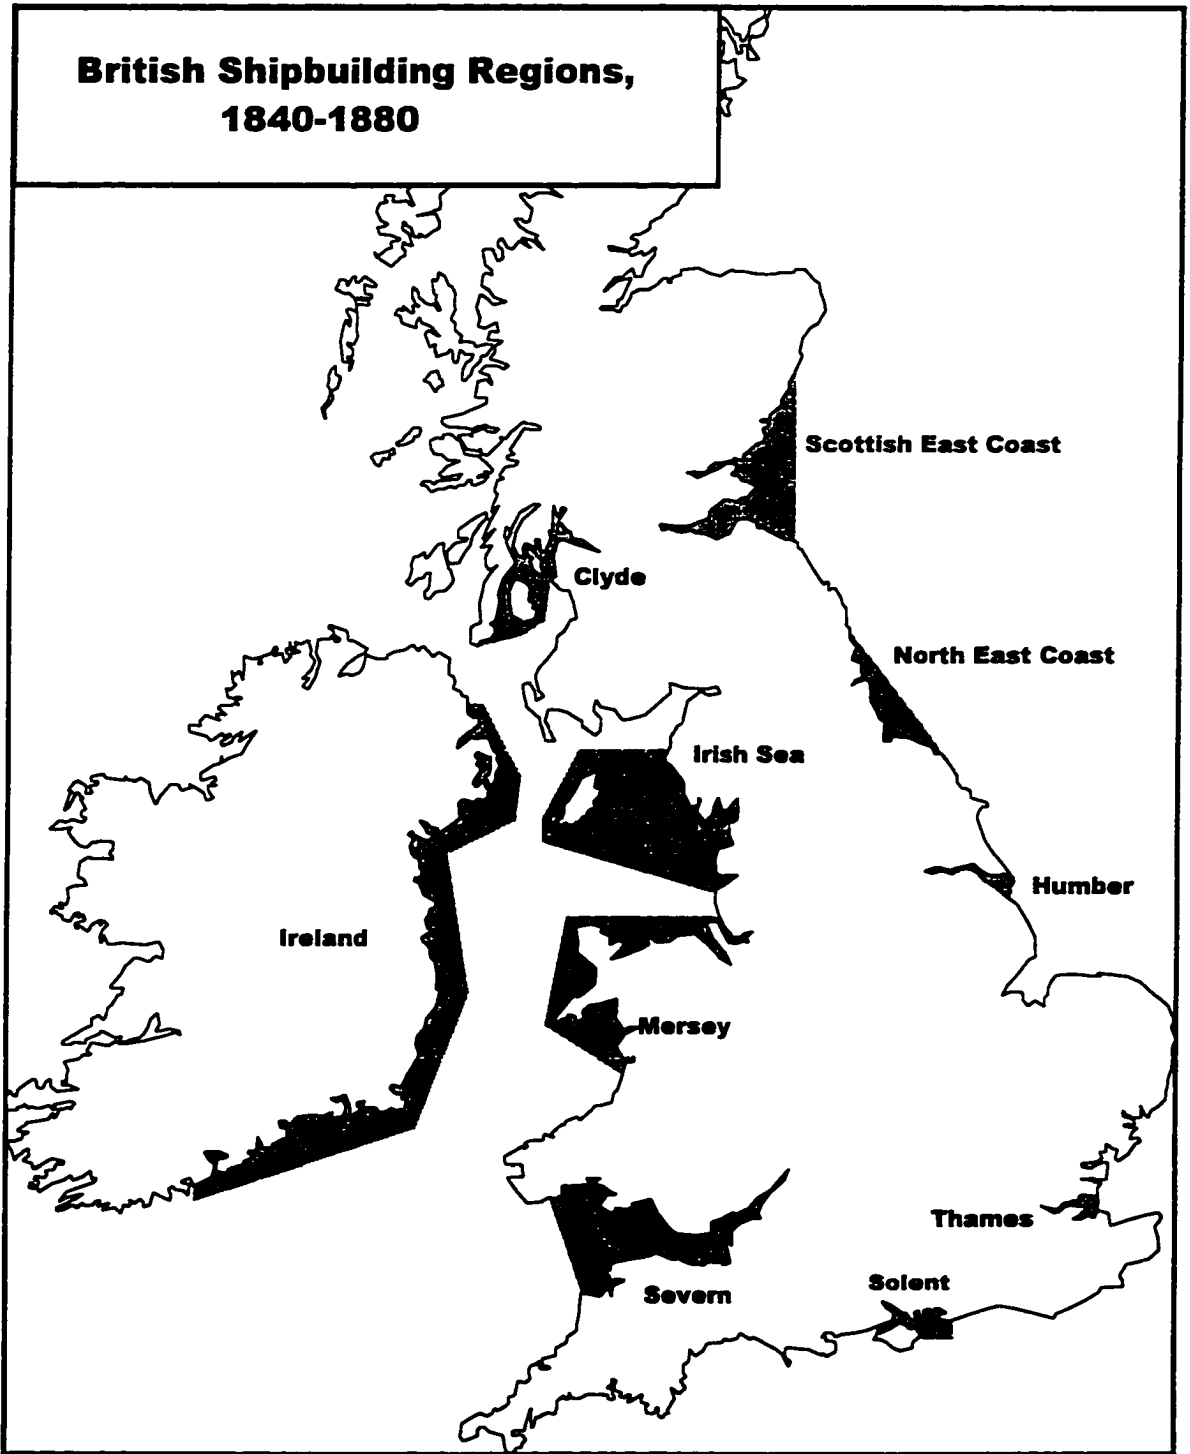 British Shipbuilding Regions,
1840-1880
Scottish East Coast
Clyde
North East Coast
Irish Sea
Humber
Ireland
Mersey
Thames
Solent
Severn